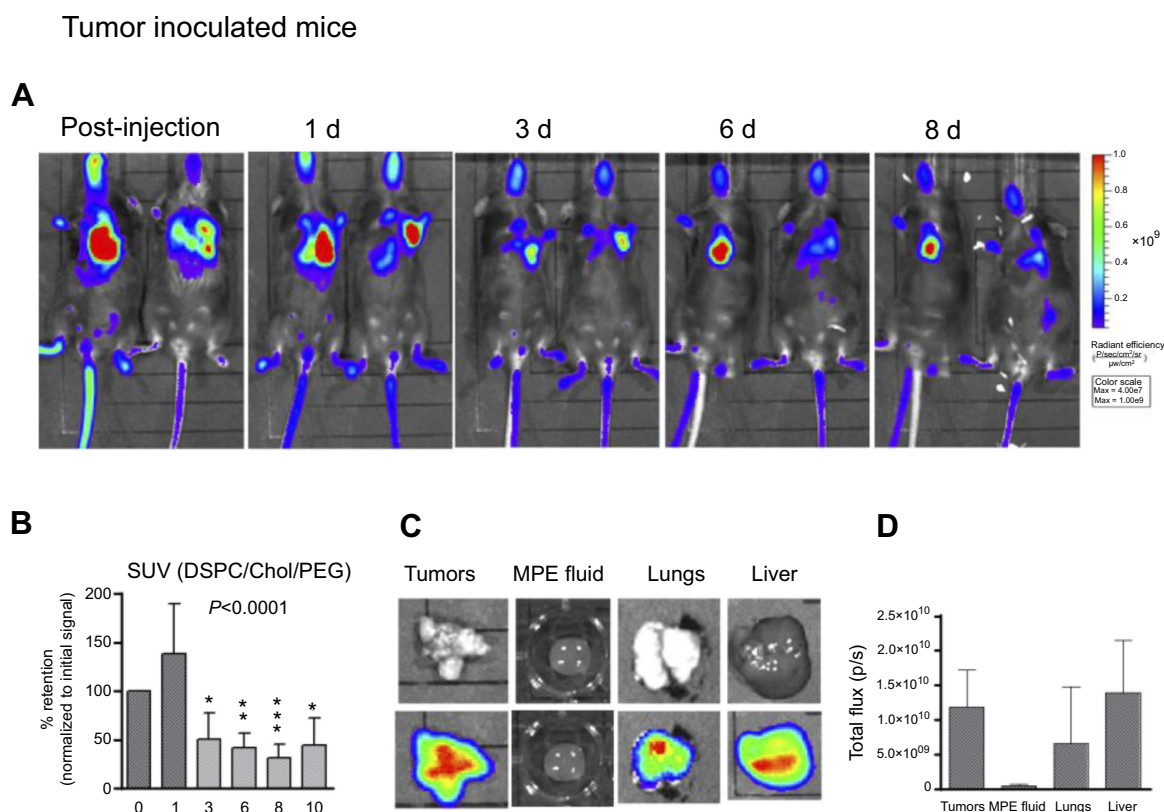 Tumor inoculated mice
A
Post-injection
1 d
3 d
6 d
8 d
1.0
0.8
0.6
×10⁹
0.4
0.2
Radiant efficiency
(P/sec/cm²/sr
µw/cm²)
Color scale
Max = 4.00e7
Max = 1.00e9
B
SUV (DSPC/Chol/PEG)
P<0.0001
% retention
(normalized to initial signal)
200
150
100
50
0
* ** *** *
0 1 3 6 8 10
C
Tumors MPE fluid Lungs Liver
D
Total flux (p/s)
2.5×10¹⁰
2.0×10¹⁰
1.5×10¹⁰
1.0×10¹⁰
5.0×10⁰⁹
0
Tumors MPE fluid Lungs Liver